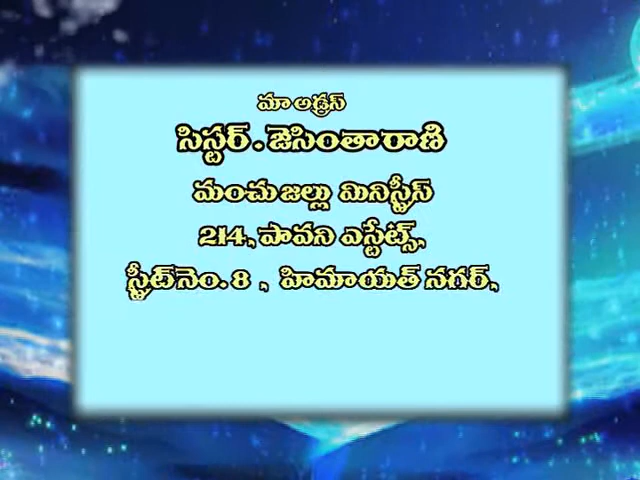 మా అడ్రస్
సిస్టర్. జెసింతారాణి
మంచు జల్లు మినిస్ట్రీస్
214, పావని ఎస్టేట్స్,
స్ట్రీట్ నెం. 8 , హిమాయత్ నగర్,